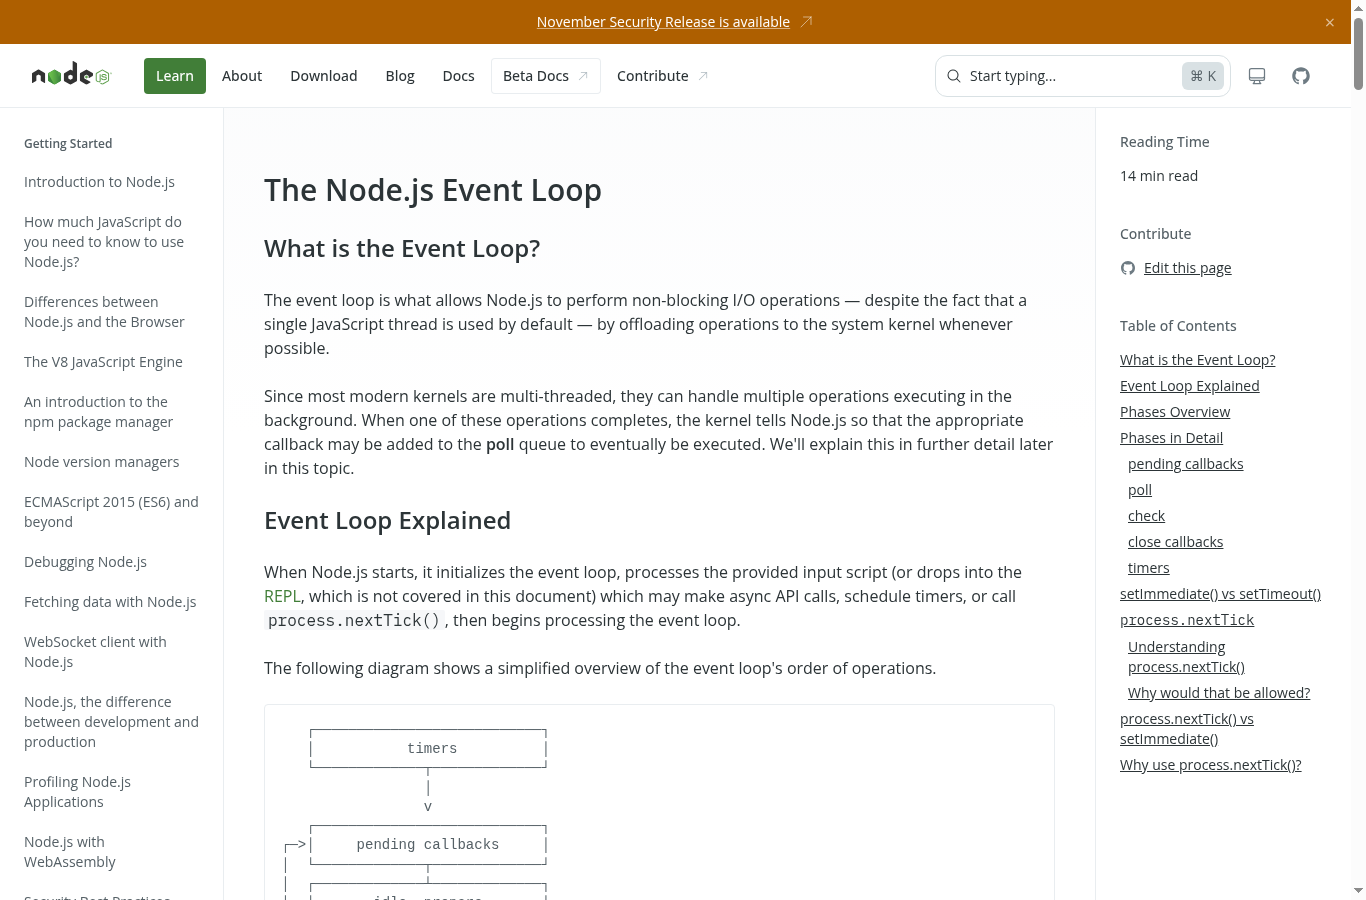 November Security Release is available
node
JS
Learn
About
Download
Blog
Docs
Beta Docs
Contribute
Start typing...
⌘ K
Getting Started
Introduction to Node.js
How much JavaScript do
you need to know to use
Node.js?
Differences between
Node.js and the Browser
The V8 JavaScript Engine
An introduction to the
npm package manager
Node version managers
ECMAScript 2015 (ES6) and
beyond
Debugging Node.js
Fetching data with Node.js
WebSocket client with
Node.js
Node.js, the difference
between development and
production
Profiling Node.js
Applications
Node.js with
WebAssembly
Security Best Practices
The Node.js Event Loop
What is the Event Loop?
The event loop is what allows Node.js to perform non-blocking I/O operations — despite the fact that a
single JavaScript thread is used by default — by offloading operations to the system kernel whenever
possible.
Since most modern kernels are multi-threaded, they can handle multiple operations executing in the
background. When one of these operations completes, the kernel tells Node.js so that the appropriate
callback may be added to the poll queue to eventually be executed. We'll explain this in further detail later
in this topic.
Event Loop Explained
When Node.js starts, it initializes the event loop, processes the provided input script (or drops into the
REPL, which is not covered in this document) which may make async API calls, schedule timers, or call
process.nextTick(), then begins processing the event loop.
The following diagram shows a simplified overview of the event loop's order of operations.
timers
v
pending callbacks
idle, prepare
Reading Time
14 min read
Contribute
Edit this page
Table of Contents
What is the Event Loop?
Event Loop Explained
Phases Overview
Phases in Detail
pending callbacks
poll
check
close callbacks
timers
setImmediate() vs setTimeout()
process.nextTick
Understanding
process.nextTick()
Why would that be allowed?
process.nextTick() vs
setImmediate()
Why use process.nextTick()?